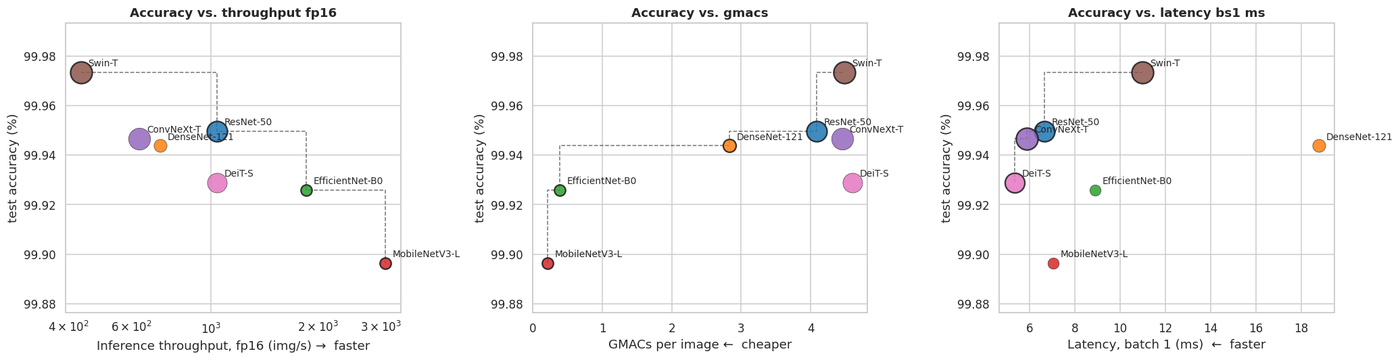 Accuracy vs. throughput fp16
99.98
99.96
99.94
99.92
99.90
99.88
test accuracy (%)
Swin-T
ConvNeXt-T
ResNet-50
DenseNet-121
DeiT-S
EfficientNet-B0
MobileNetV3-L
4 × 10²
6 × 10²
10³
2 × 10³
3 × 10³
Inference throughput, fp16 (img/s) → faster
Accuracy vs. gmacs
99.98
99.96
99.94
99.92
99.90
99.88
test accuracy (%)
Swin-T
ResNet-50
ConvNeXt-T
DenseNet-121
DeiT-S
EfficientNet-B0
MobileNetV3-L
0
1
2
3
4
GMACs per image ← cheaper
Accuracy vs. latency bs1 ms
99.98
99.96
99.94
99.92
99.90
99.88
test accuracy (%)
Swin-T
ResNet-50
ConvNeXt-T
DenseNet-121
DeiT-S
EfficientNet-B0
MobileNetV3-L
6
8
10
12
14
16
18
Latency, batch 1 (ms) ← faster